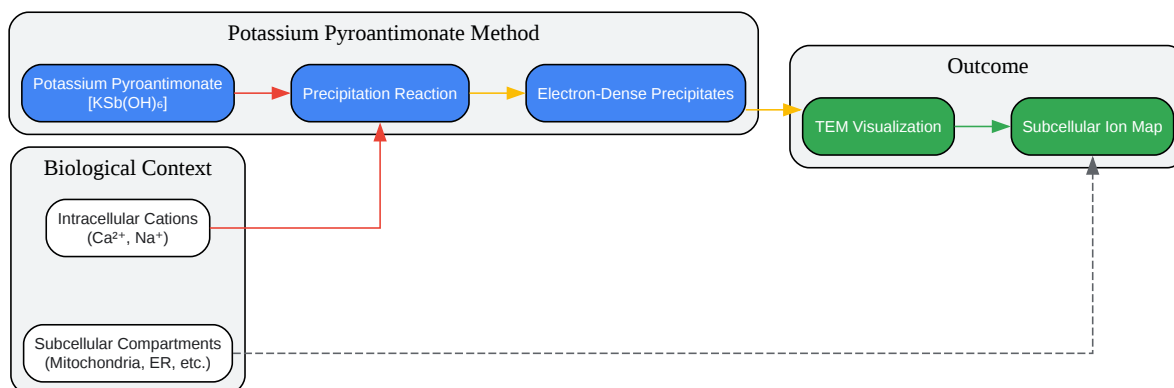 Potassium Pyroantimonate Method
Potassium Pyroantimonate
[KSb(OH)₆]
Precipitation Reaction
Electron-Dense Precipitates
Outcome
TEM Visualization
Subcellular Ion Map
Biological Context
Intracellular Cations
(Ca²⁺, Na⁺)
Subcellular Compartments
(Mitochondria, ER, etc.)